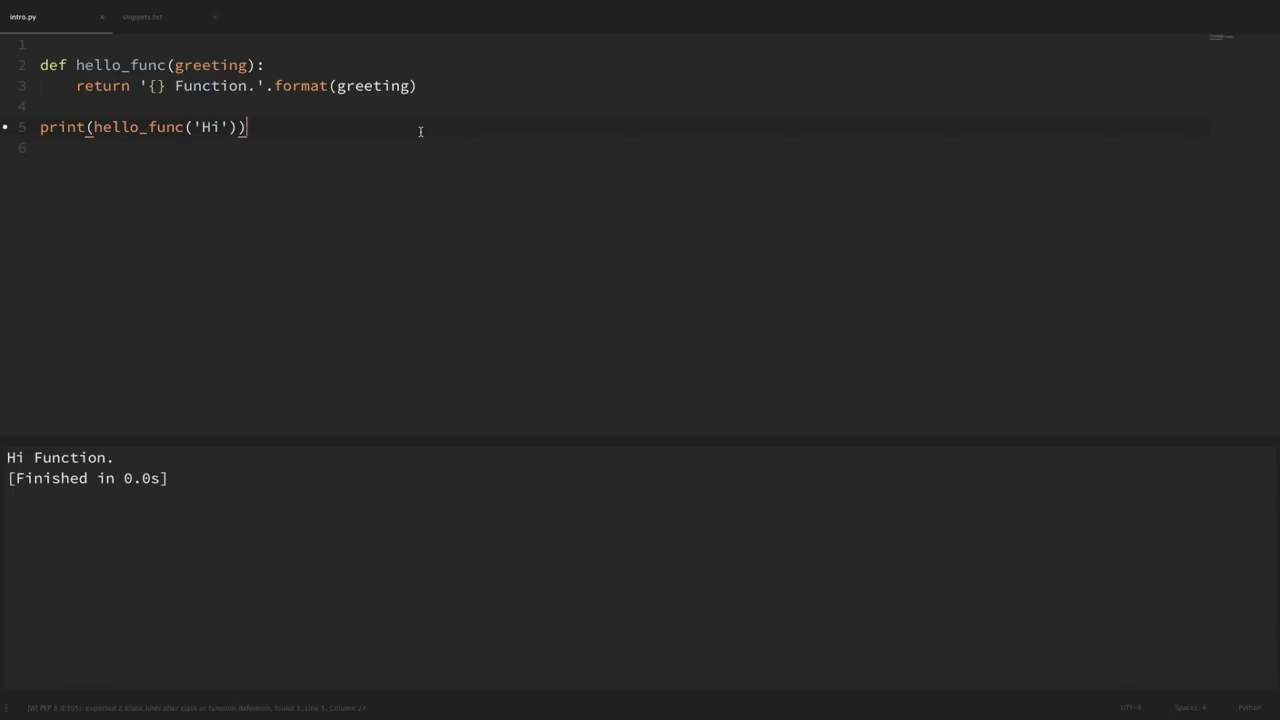 intro.py × snippets.txt ×
1
2 def hello_func(greeting):
3     return '{} Function.'.format(greeting)
4
5 print(hello_func('Hi'))
6
Hi Function.
[Finished in 0.0s]
[W] PEP 8 (E305): expected 2 blank lines after class or function definition, found 1, Line 5, Column 24
UTF-8 Spaces: 4 Python